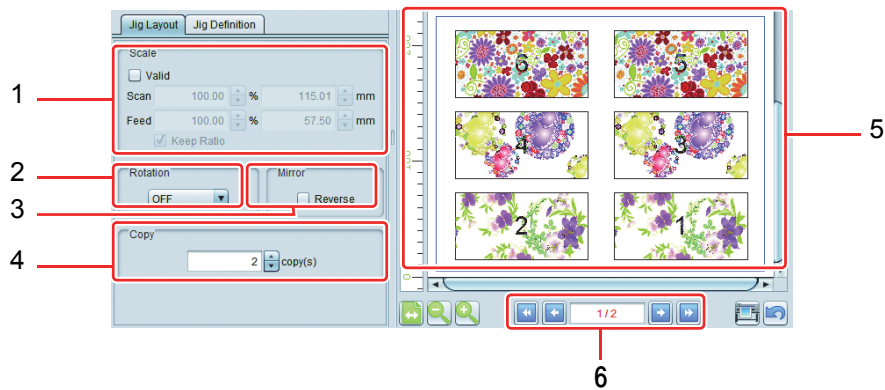 Jig Layout Jig Definition
Scale
1
Valid
Scan 100.00 % 115.01 mm
Feed 100.00 % 57.50 mm
Keep Ratio
2
Rotation Mirror
OFF Reverse
3
Copy
4
2 copy(s)
6 5
4 3
2 1
5
0
1/2
6